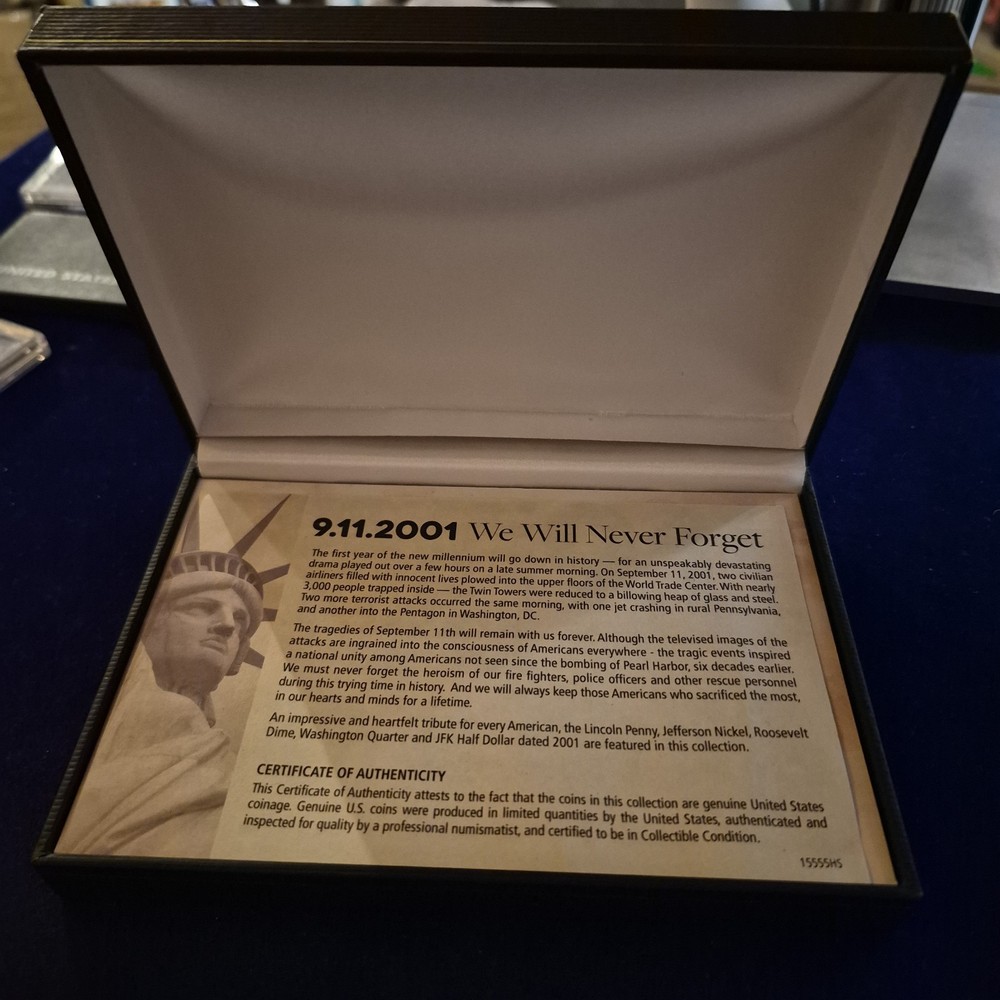 UNITED STATES
9.11.2001 We Will Never Forget
The first year of the new millennium will go down in history — for an unspeakably devastating
drama played out over a few hours on a late summer morning. On September 11, 2001, two civilian
airliners filled with innocent lives plowed into the upper floors of the World Trade Center. With nearly
3,000 people trapped inside — the Twin Towers were reduced to a billowing heap of glass and steel.
Two more terrorist attacks occurred the same morning, with one jet crashing in rural Pennsylvania,
and another into the Pentagon in Washington, DC.
The tragedies of September 11th will remain with us forever. Although the televised images of the
attacks are ingrained into the consciousness of Americans everywhere - the tragic events inspired
a national unity among Americans not seen since the bombing of Pearl Harbor, six decades earlier.
We must never forget the heroism of our fire fighters, police officers and other rescue personnel
during this trying time in history. And we will always keep those Americans who sacrificed the most,
in our hearts and minds for a lifetime.
An impressive and heartfelt tribute for every American, the Lincoln Penny, Jefferson Nickel, Roosevelt
Dime, Washington Quarter and JFK Half Dollar dated 2001 are featured in this collection.
CERTIFICATE OF AUTHENTICITY
This Certificate of Authenticity attests to the fact that the coins in this collection are genuine United States
coinage. Genuine U.S. coins were produced in limited quantities by the United States, authenticated and
inspected for quality by a professional numismatist, and certified to be in Collectible Condition.
15555HS